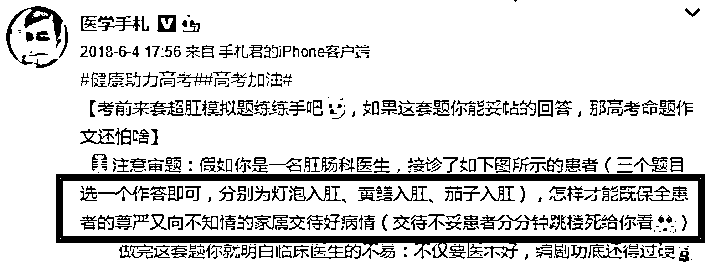 医学手札
2018-6-4 17:56 来自 手札君的iPhone客户端
#健康助力高考##高考加油#
【考前来套超肛模拟题练练手吧，如果这套题你能妥帖的回答，那高考命题作
文还怕啥】
注意审题：假如你是一名肛肠科医生，接诊了如下图所示的患者（三个题目
选一个作答即可，分别为灯泡入肛、黄鳝入肛、茄子入肛），怎样才能既保全患
者的尊严又向不知情的家属交待好病情（交待不妥患者分分钟跳楼死给你看）
做完这套题你就明白临床医生的不易：不仅要医术好，编剧功底还得过